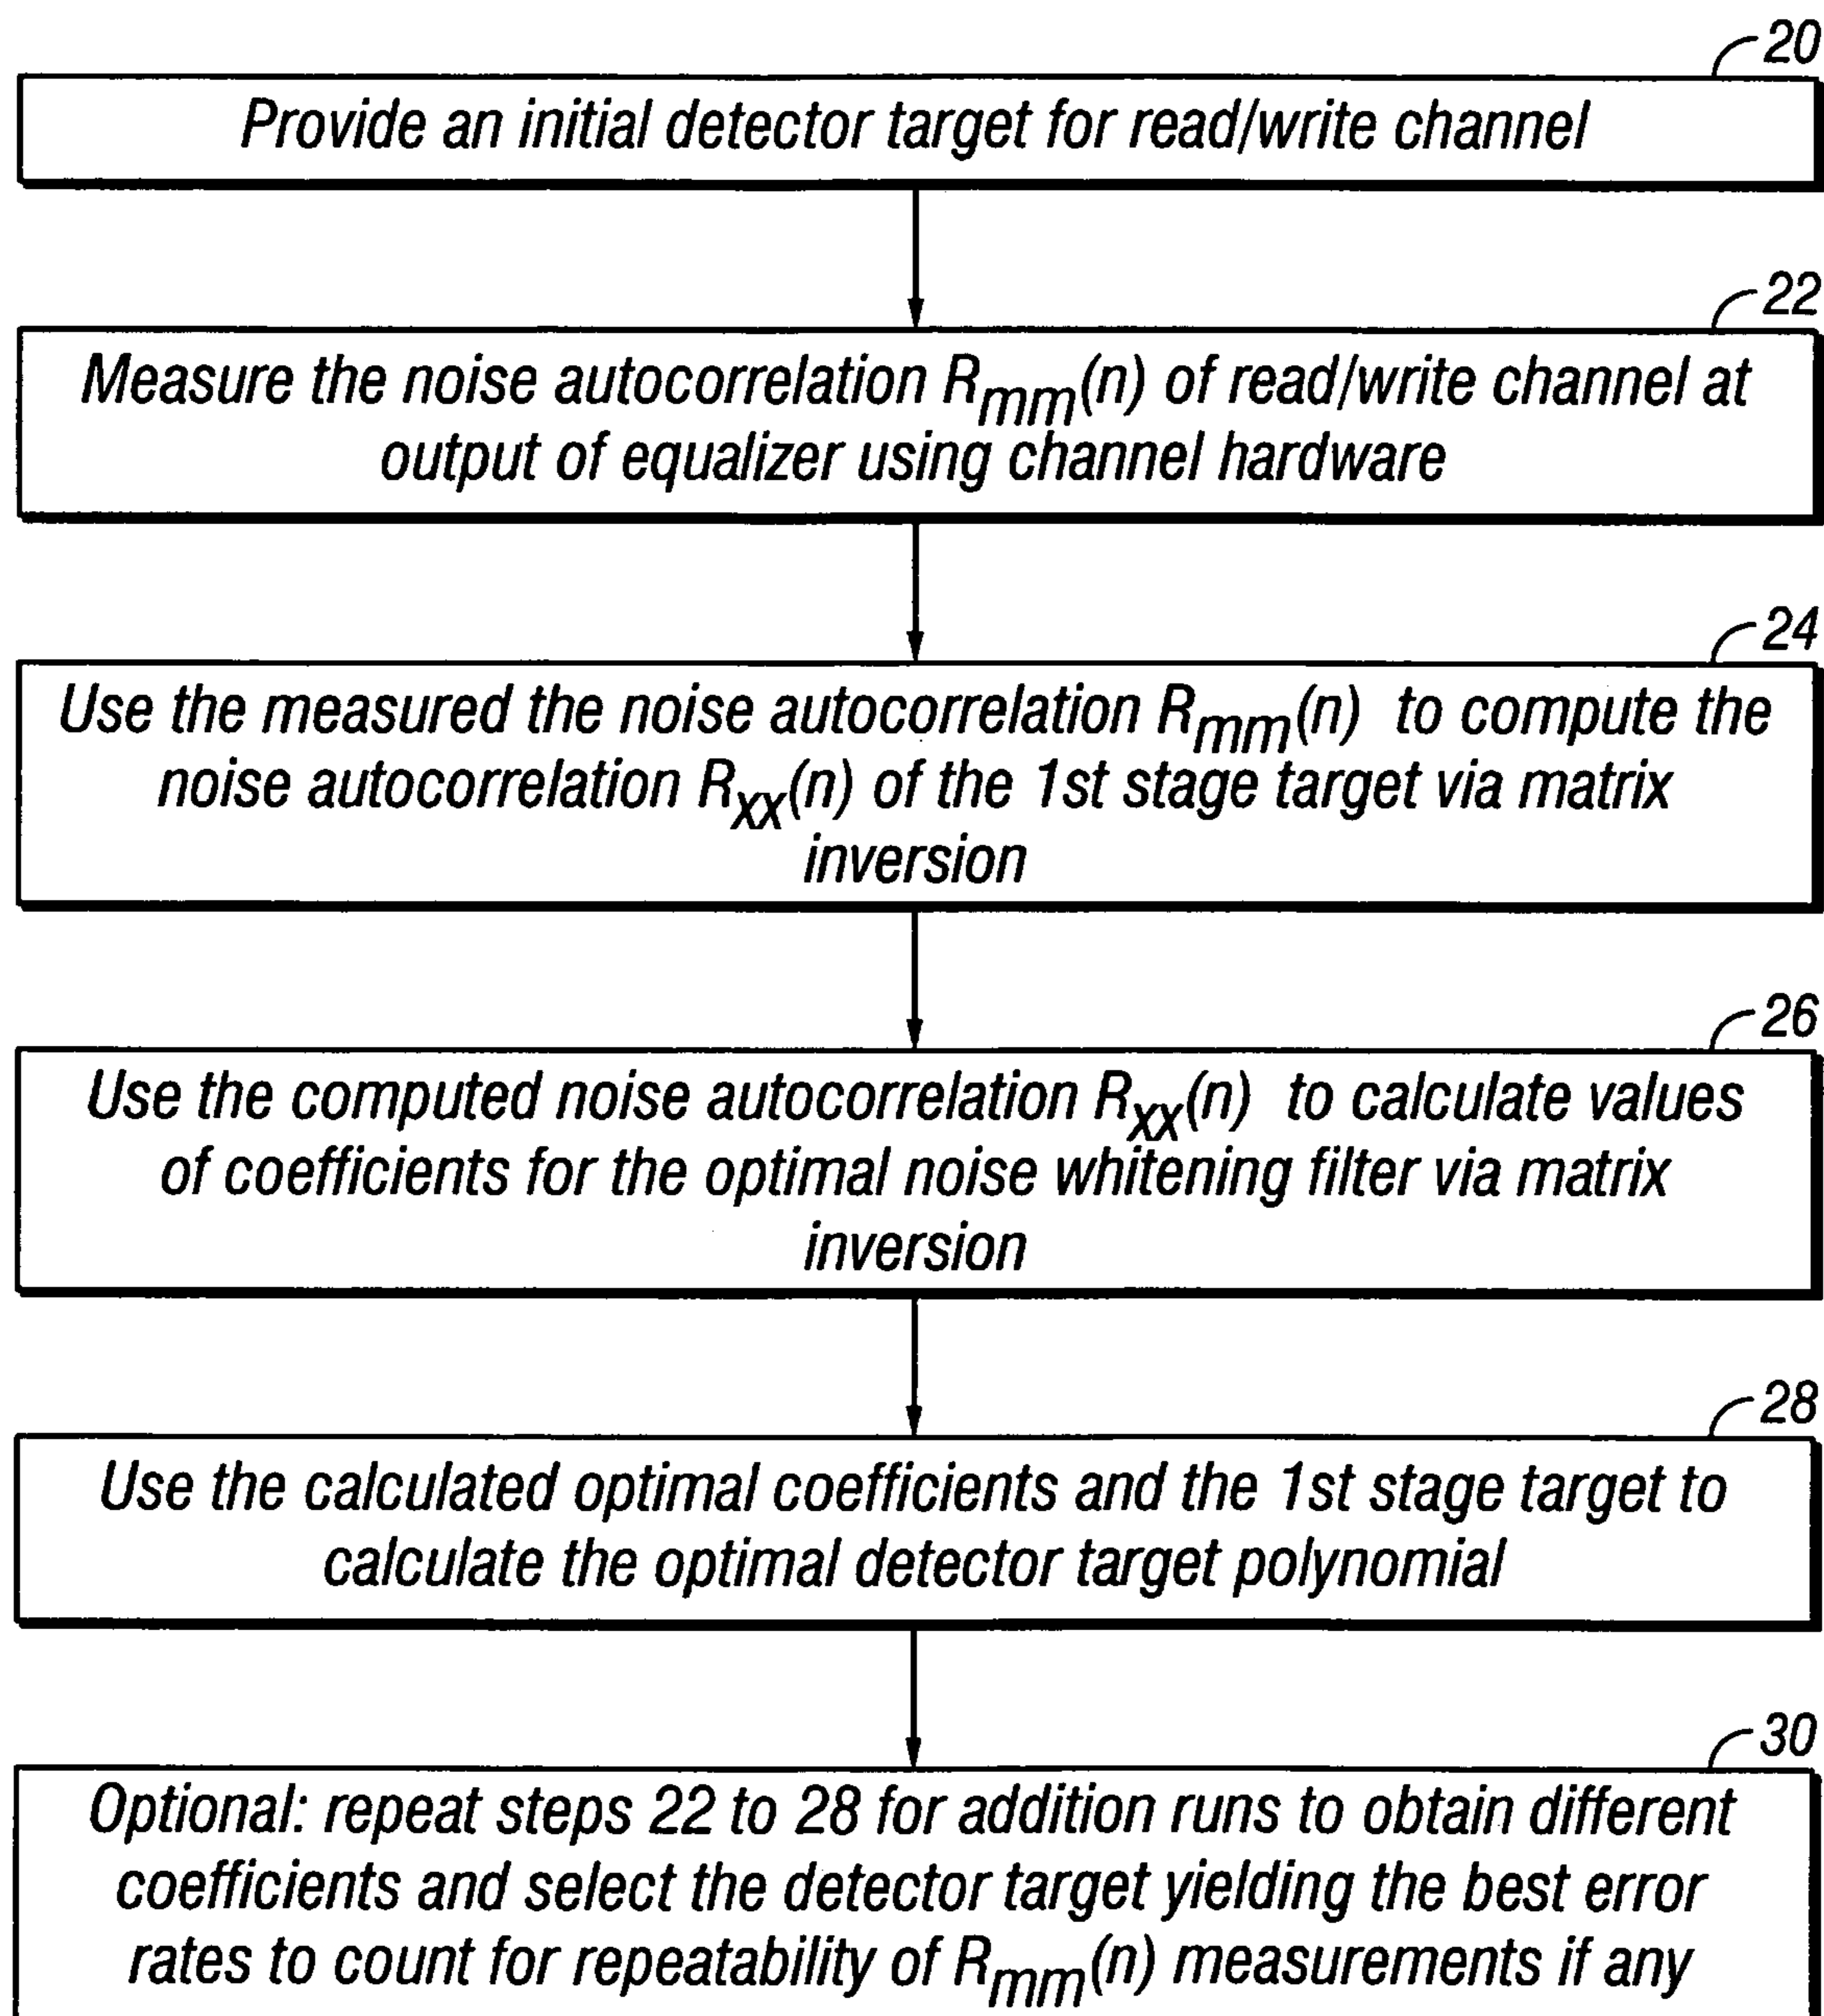 20
Provide an initial detector target for read/write channel
22
Measure the noise autocorrelation Rmm(n) of read/write channel at
output of equalizer using channel hardware
24
Use the measured the noise autocorrelation Rmm(n) to compute the
noise autocorrelation Rxx(n) of the 1st stage target via matrix
inversion
26
Use the computed noise autocorrelation Rxx(n) to calculate values
of coefficients for the optimal noise whitening filter via matrix
inversion
28
Use the calculated optimal coefficients and the 1st stage target to
calculate the optimal detector target polynomial
30
Optional: repeat steps 22 to 28 for addition runs to obtain different
coefficients and select the detector target yielding the best error
rates to count for repeatability of Rmm(n) measurements if any